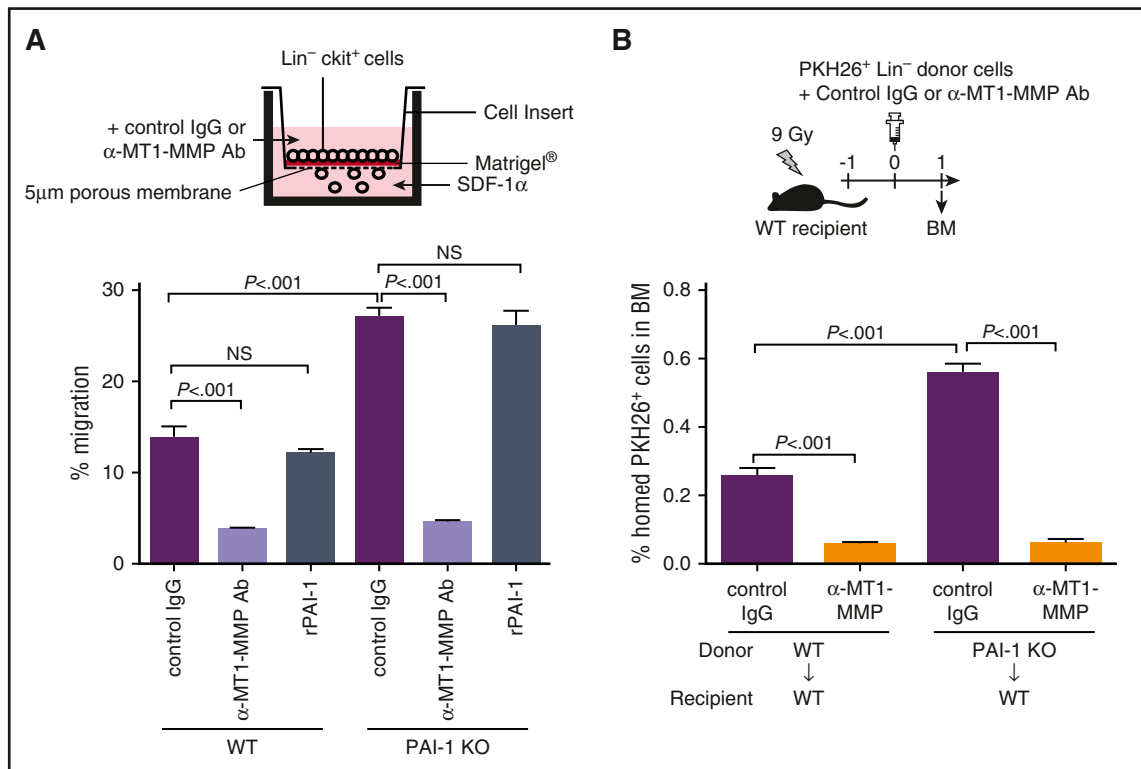 A
Lin⁻ ckit⁺ cells
+ control IgG or
α-MT1-MMP Ab
Cell Insert
Matrigel®
5μm porous membrane
SDF-1α
% migration
30
20
10
0
P<.001
NS
P<.001
NS
P<.001
control IgG
α-MT1-MMP Ab
rPAI-1
control IgG
α-MT1-MMP Ab
rPAI-1
WT
PAI-1 KO
B
PKH26⁺ Lin⁻ donor cells
+ Control IgG or α-MT1-MMP Ab
9 Gy
-1 0 1
WT recipient
BM
% homed PKH26⁺ cells in BM
0.8
0.6
0.4
0.2
0.0
P<.001
P<.001
P<.001
control
IgG
α-MT1-
MMP
control
IgG
α-MT1-
MMP
Donor WT PAI-1 KO
↓ ↓
Recipient WT WT